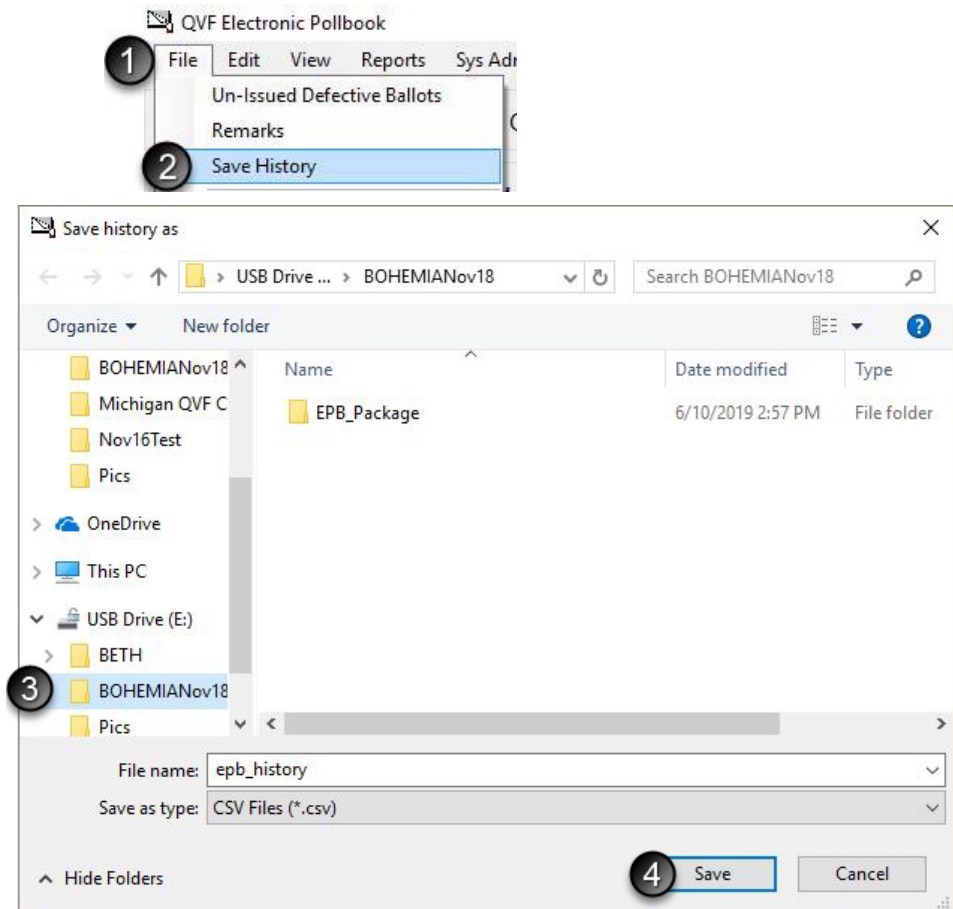 QVF Electronic Pollbook
1 File Edit View Reports Sys Adr
Un-Issued Defective Ballots
Remarks
2 Save History
Save history as
USB Drive ... > BOHEMIANov18 Search BOHEMIANov18
Organize New folder
BOHEMIANov18 Name Date modified Type
Michigan QVF C EPB_Package 6/10/2019 2:57 PM File folder
Nov16Test
Pics
OneDrive
This PC
USB Drive (E:)
BETH
3 BOHEMIANov18
Pics
File name: epb_history
Save as type: CSV Files (*.csv)
Hide Folders 4 Save Cancel